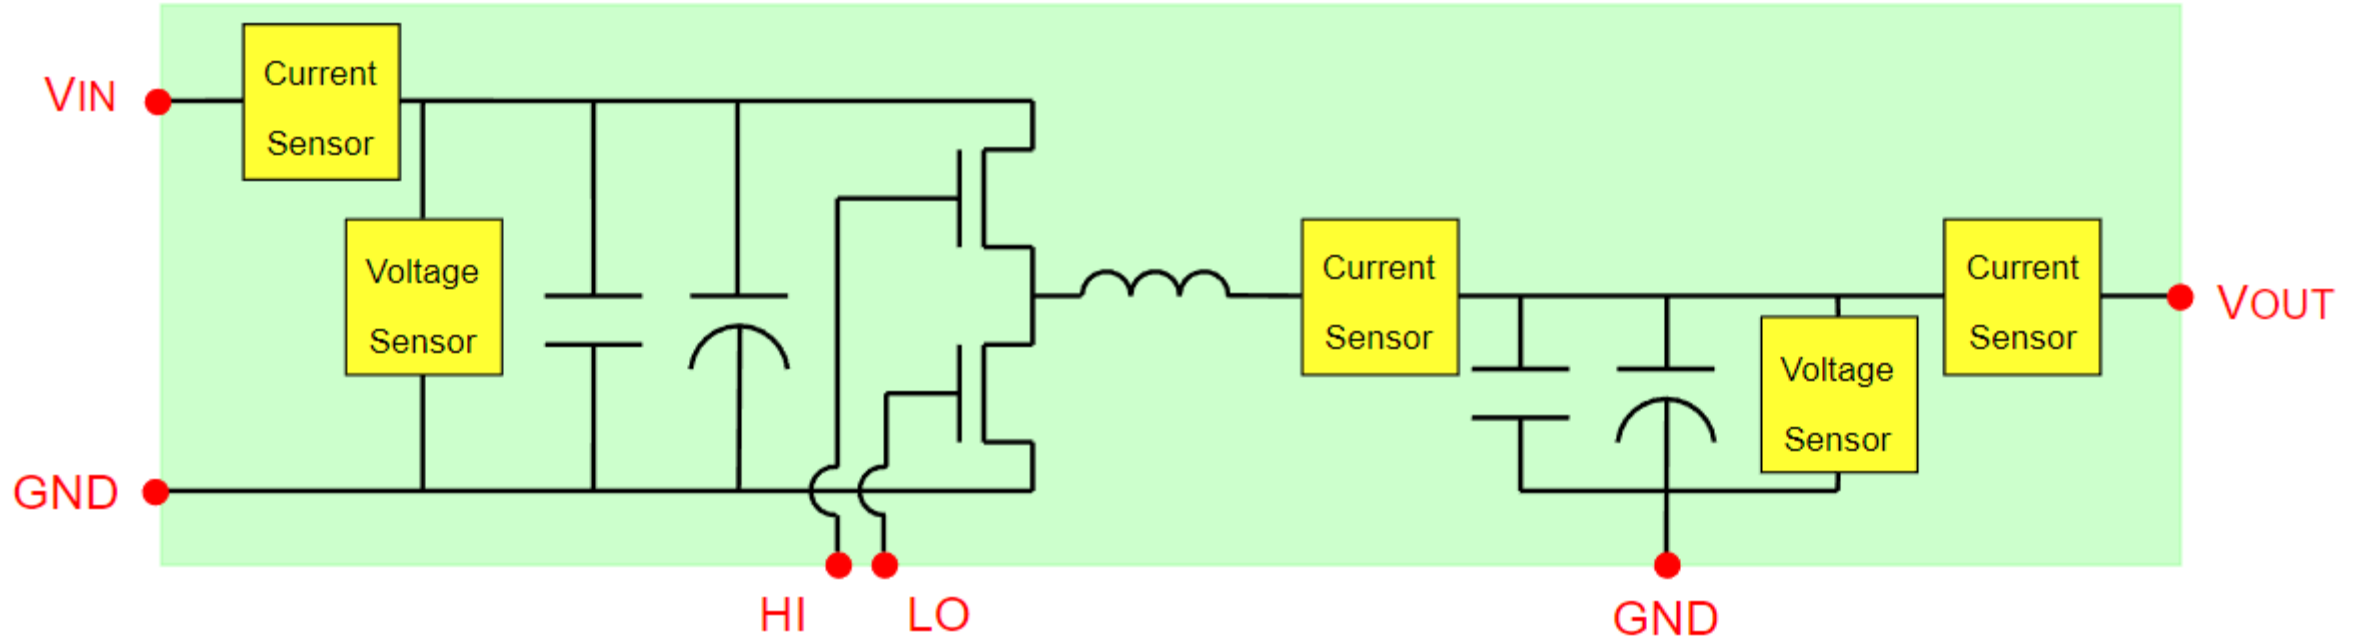 Current
Sensor
VIN
Voltage
Sensor
Current
Sensor
Current
Sensor
VOUT
Voltage
Sensor
GND
HI
LO
GND